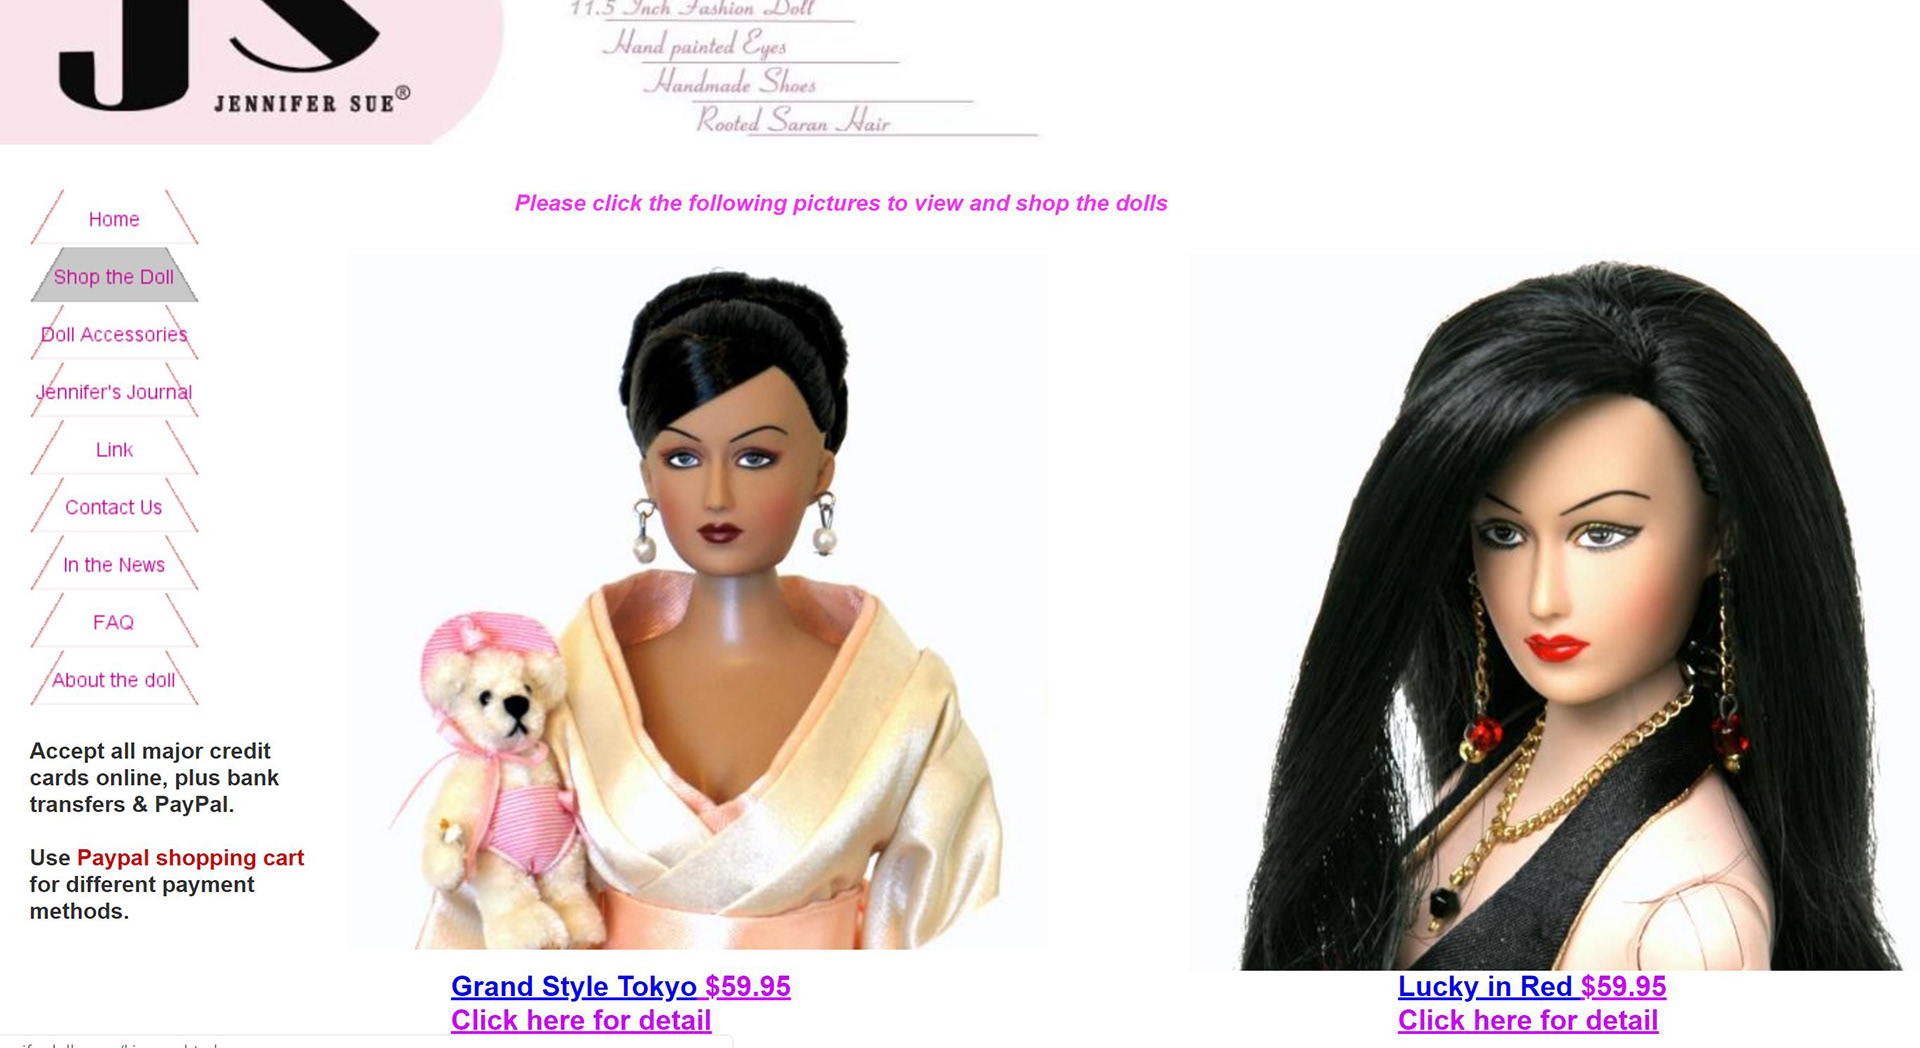 JS
JENNIFER SUE®
11.5 Inch Fashion Doll
Hand painted Eyes
Handmade Shoes
Rooted Saran Hair
Please click the following pictures to view and shop the dolls
Home
Shop the Doll
Doll Accessories
Jennifer's Journal
Link
Contact Us
In the News
FAQ
About the doll
Accept all major credit
cards online, plus bank
transfers & PayPal.
Use Paypal shopping cart
for different payment
methods.
Grand Style Tokyo $59.95
Click here for detail
Lucky in Red $59.95
Click here for detail